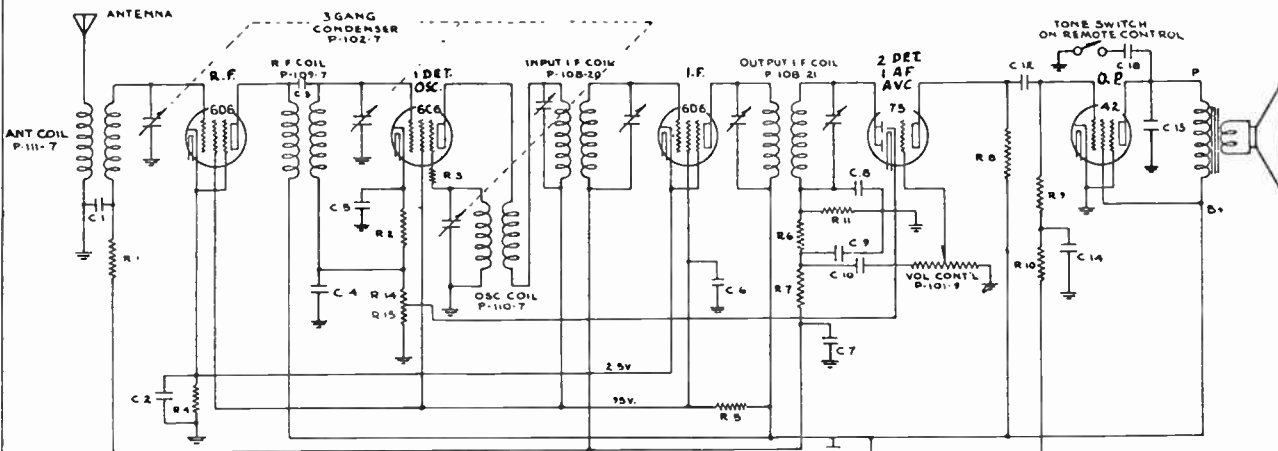 ANTENNA
3 GANG
CONDENSER
P-102-7
TONE SWITCH
ON REMOTE CONTROL
C 18
R F COIL
P-109-7
C 3
1 DET.
OSC.
INPUT I F COIL
P-108-20
I.F.
OUTPUT I F COIL
P 108 21
2 DET
1 AF
AVC
C 12
O.P.
P
R.F.
6D6
6C6
6D6
75
42
ANT COIL
P-111-7
C 15
R 8
R 3
C 8
R 9
C 1
C 5
R 2
R 11
B+
R 1
R 6
C 9
C 10
VOL CONT'L
P-101-9
R 10
C 14
C 4
R 14
R 15
OSC COIL
P-110-7
C 6
R 7
C 7
2 5V
C 2
R 4
95V.
R 5